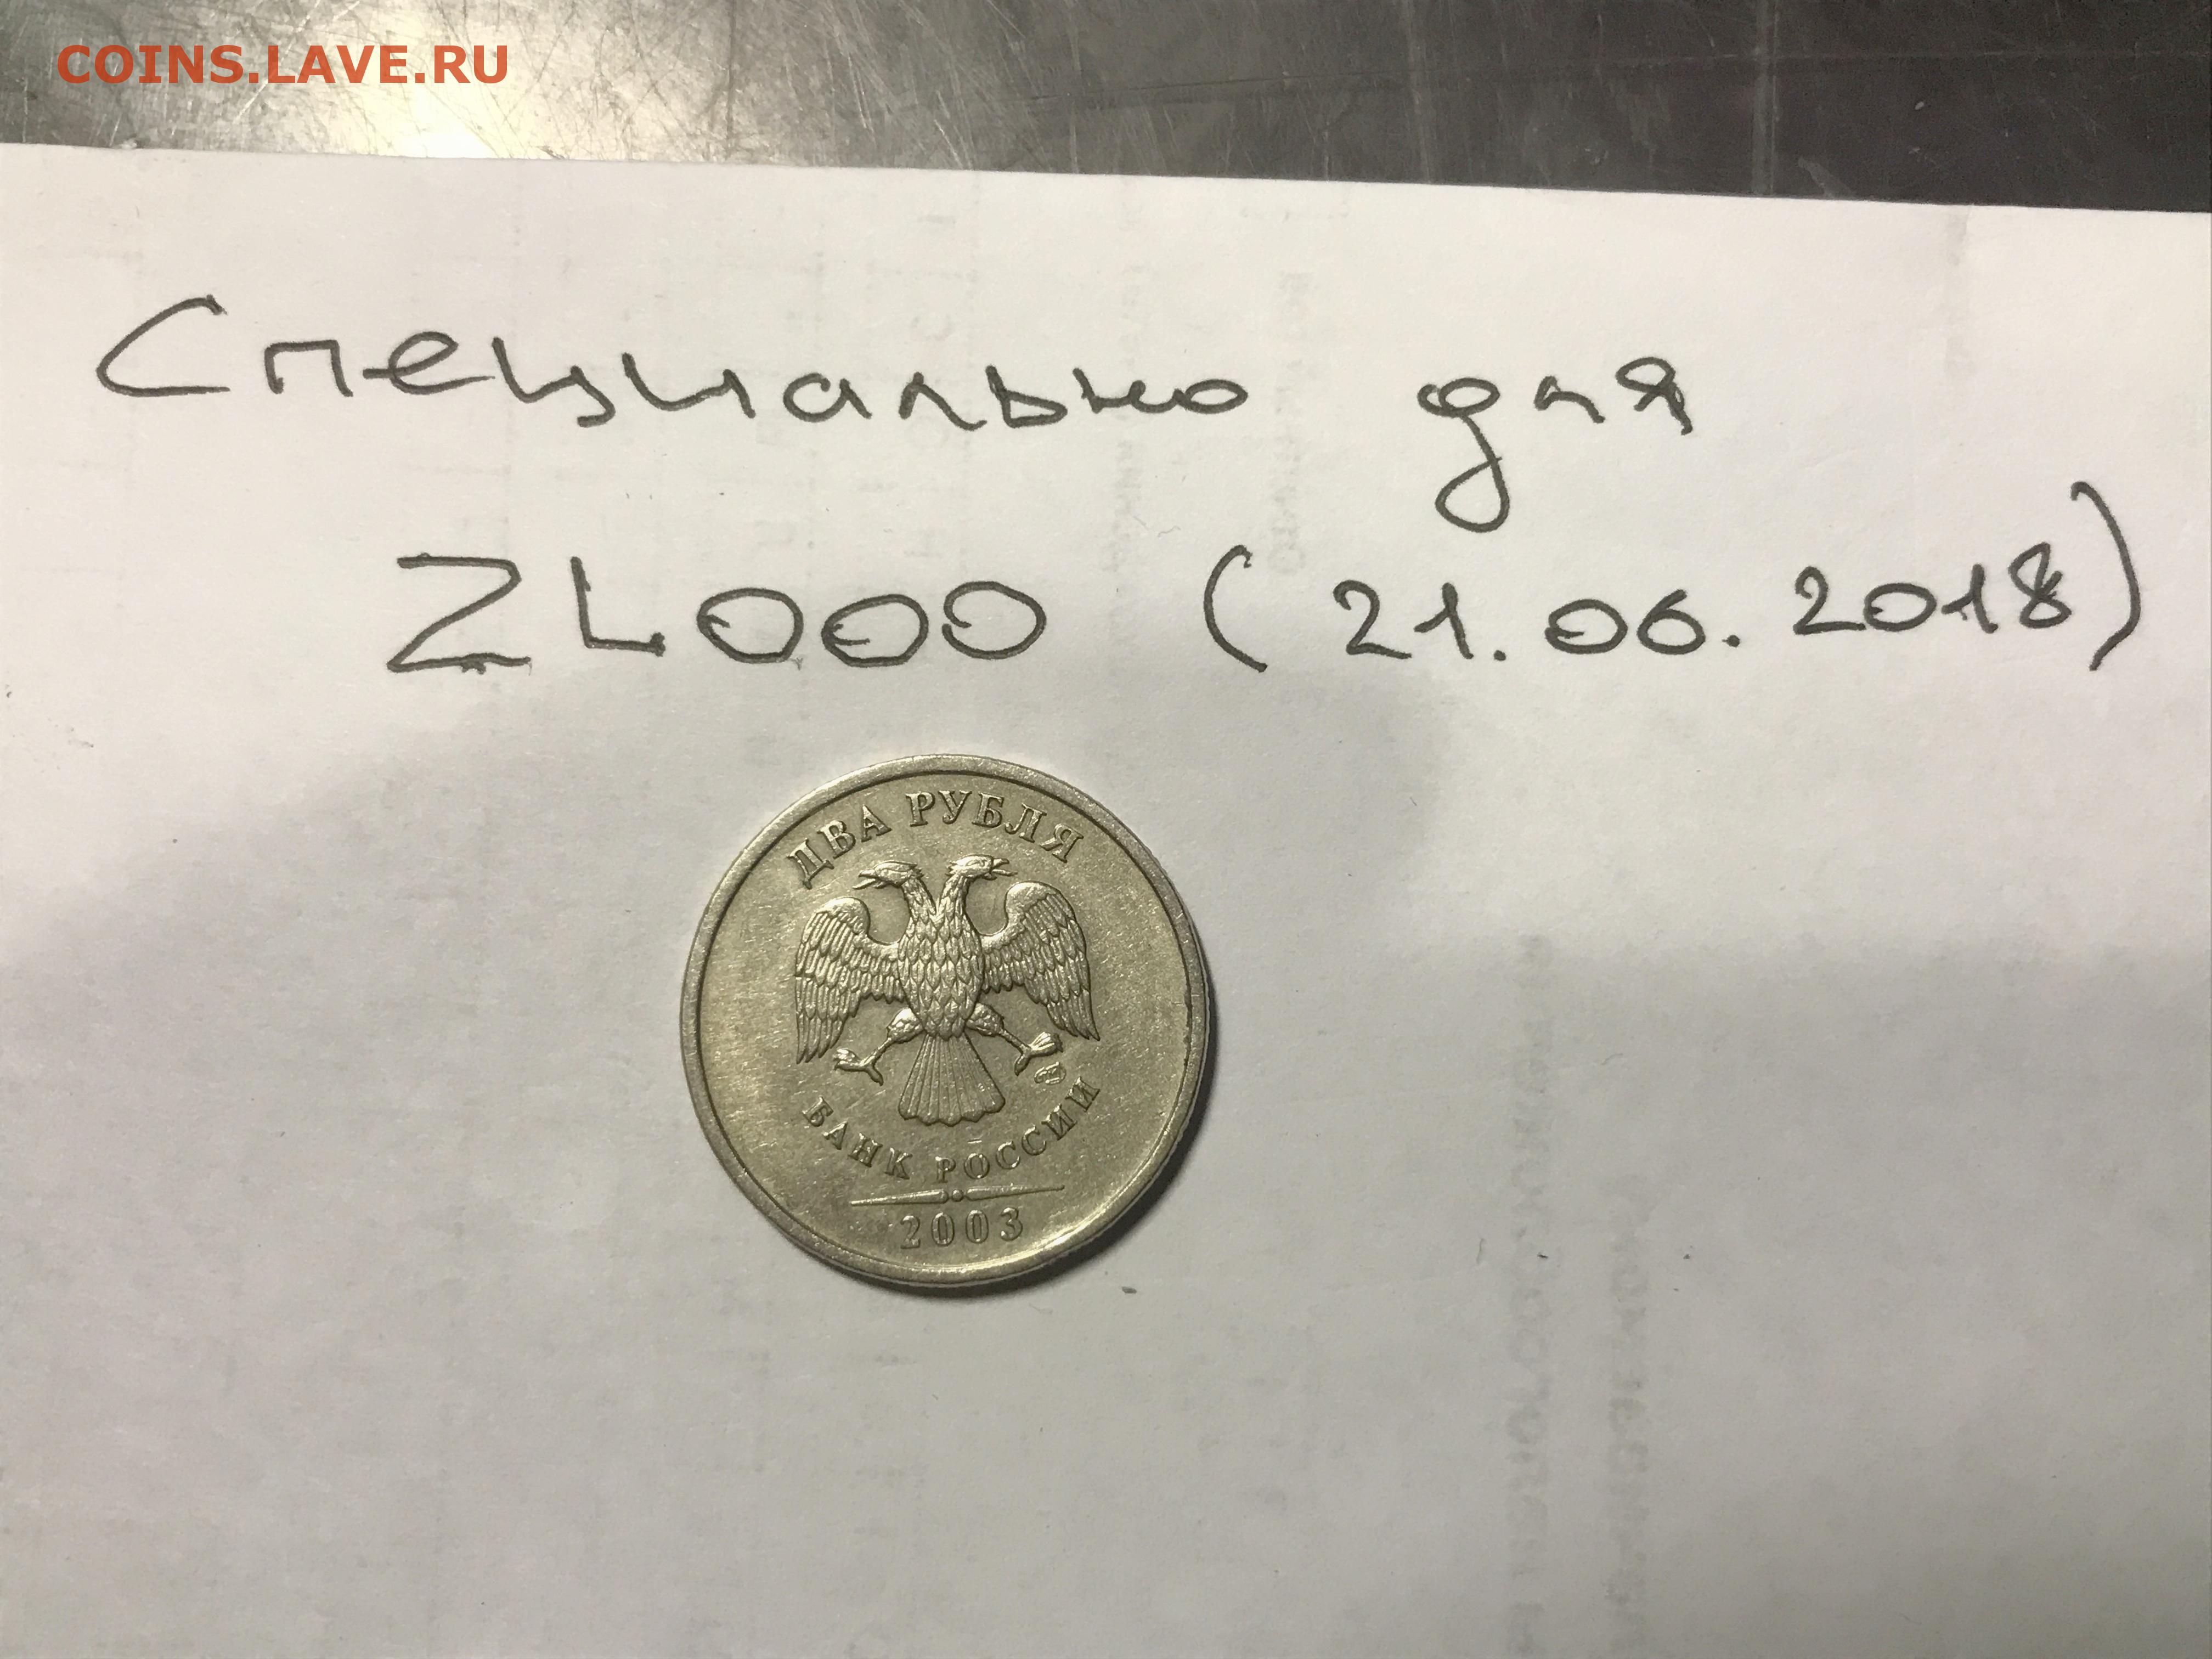 COINS.LAVE.RU
Специально для
ZL000 (21.06.2018)
ДВА РУБЛЯ
БАНК РОССИИ
2003